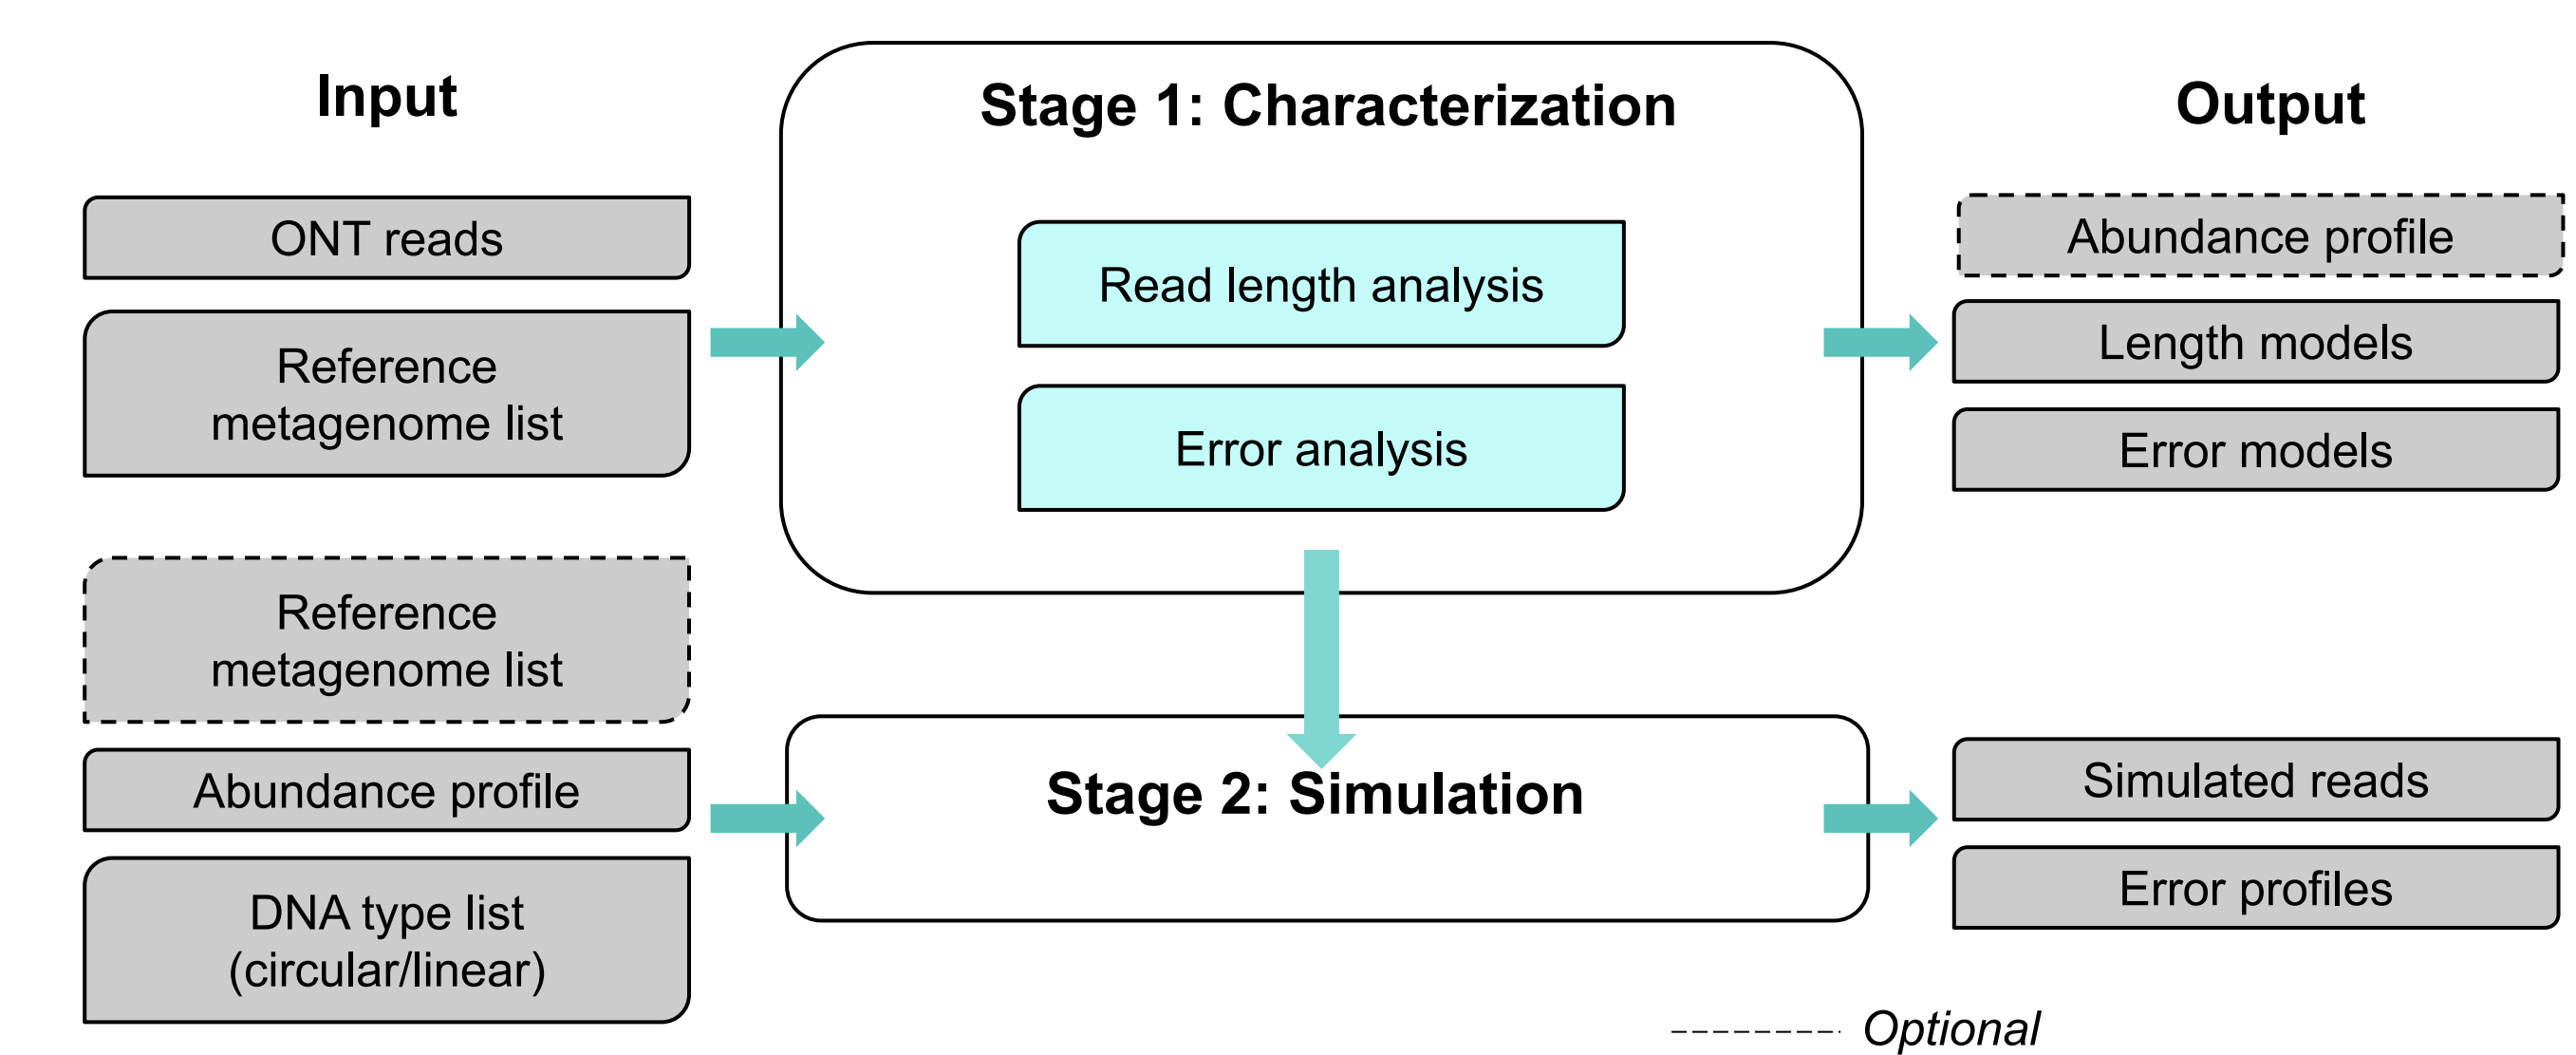 Input
Stage 1: Characterization
Output
ONT reads
Reference
metagenome list
Read length analysis
Error analysis
Abundance profile
Length models
Error models
Reference
metagenome list
Abundance profile
DNA type list
(circular/linear)
Stage 2: Simulation
Simulated reads
Error profiles
Optional